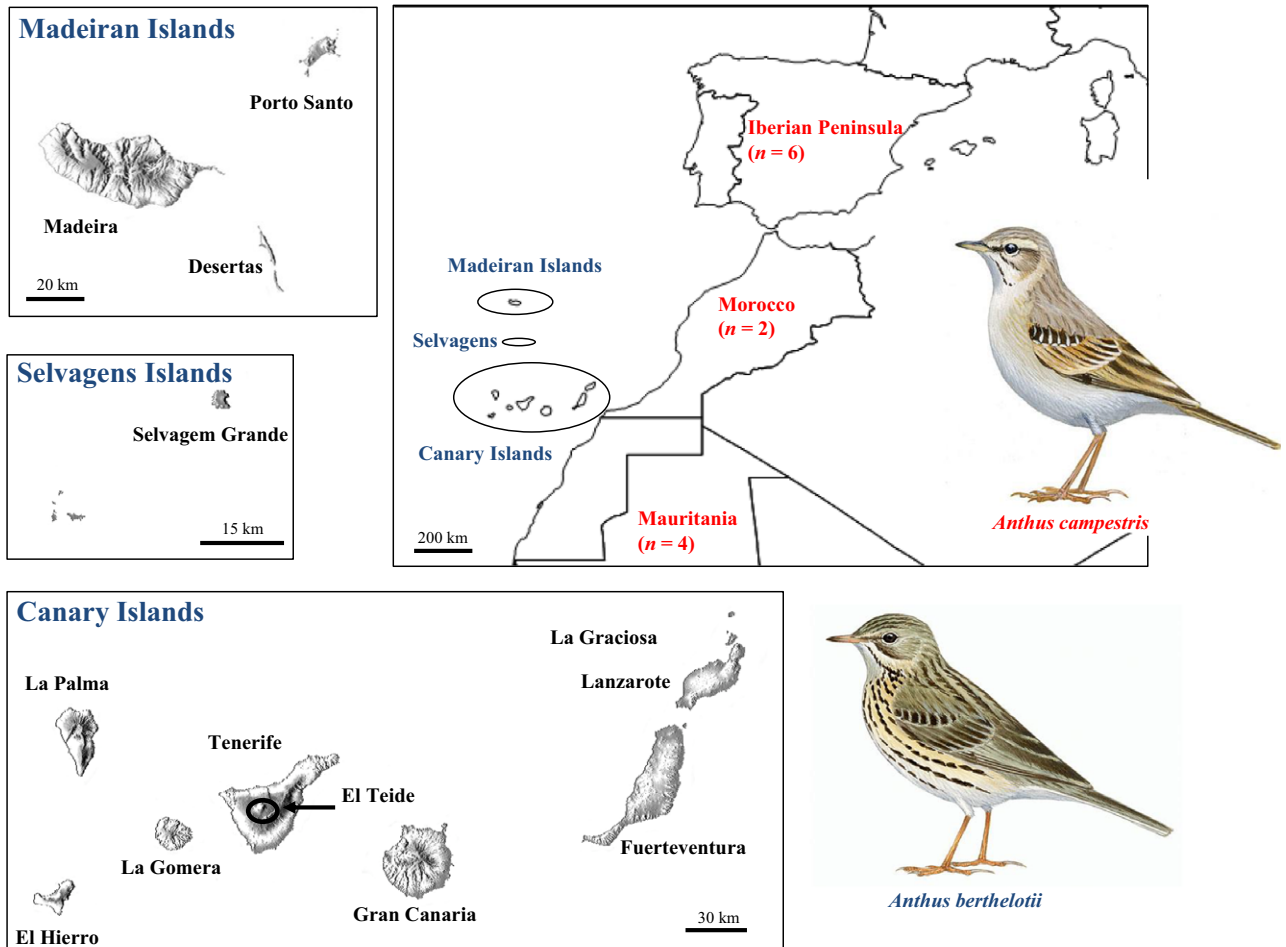 Madeiran Islands
Porto Santo
Madeira
Desertas
20 km
Selvagens Islands
Selvagem Grande
15 km
Iberian Peninsula
(n = 6)
Madeiran Islands
Selvagens
Morocco
(n = 2)
Canary Islands
Mauritania
(n = 4)
200 km
Anthus campestris
Canary Islands
La Graciosa
La Palma
Lanzarote
Tenerife
El Teide
La Gomera
Fuerteventura
Gran Canaria
El Hierro
30 km
Anthus berthelotii